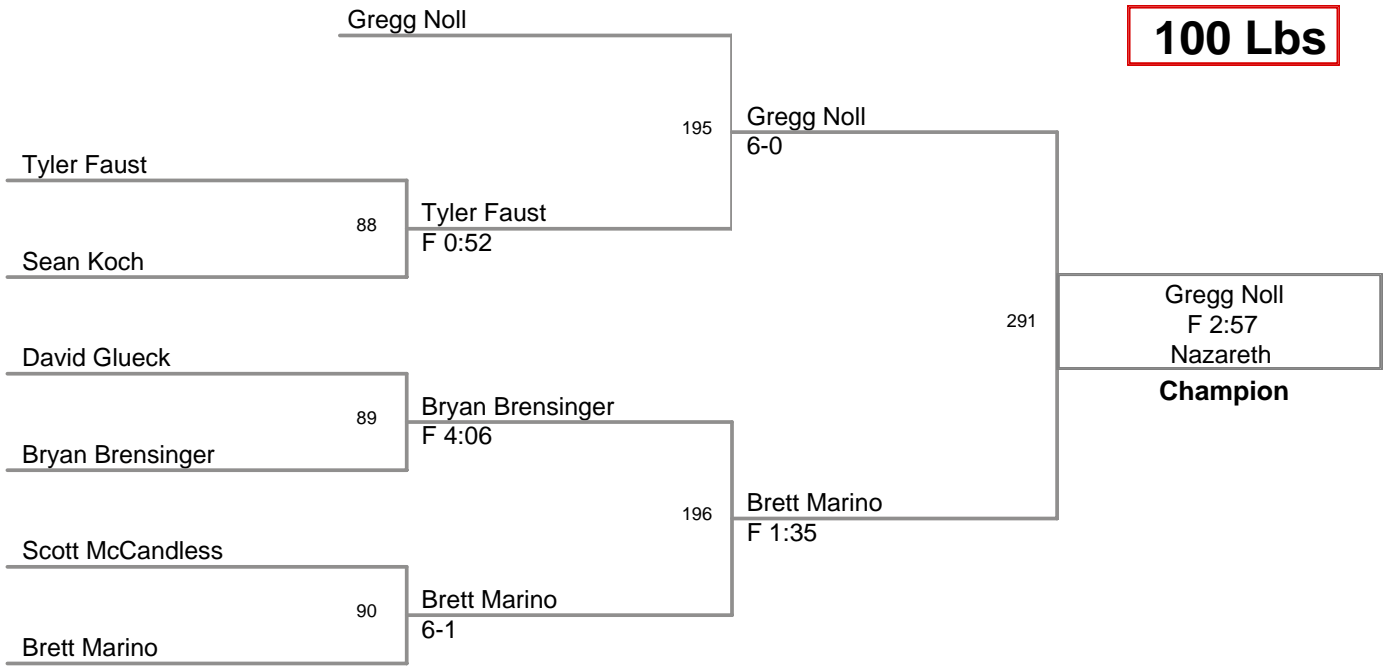 Gregg Noll
100 Lbs
195
Gregg Noll
6-0
Tyler Faust
88
Tyler Faust
F 0:52
Sean Koch
291
Gregg Noll
F 2:57
Nazareth
Champion
David Glueck
89
Bryan Brensinger
F 4:06
Bryan Brensinger
196
Brett Marino
F 1:35
Scott McCandless
90
Brett Marino
6-1
Brett Marino